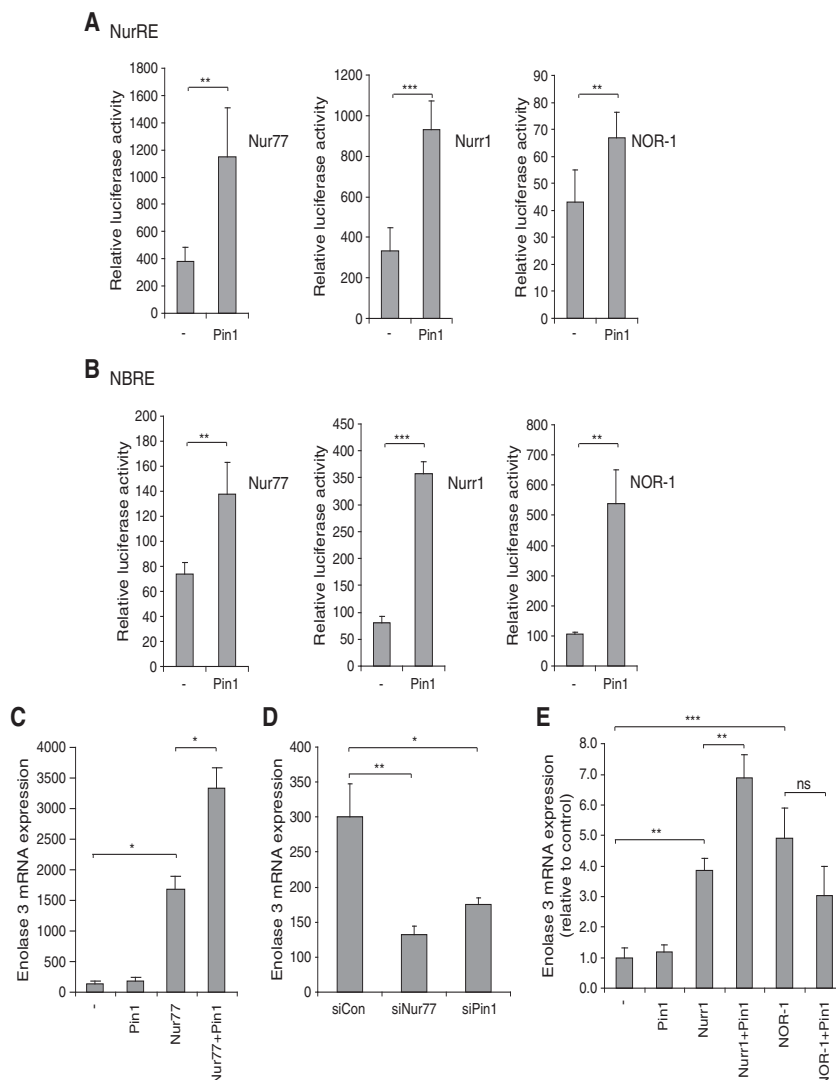 A NurRE
Relative luciferase activity
1800
1600
1400
1200
1000
800
600
400
200
0
**
Nur77
-
Pin1
Relative luciferase activity
1200
1000
800
600
400
200
0
***
Nurr1
-
Pin1
Relative luciferase activity
90
80
70
60
50
40
30
20
10
0
**
NOR-1
-
Pin1
B NBRE
Relative luciferase activity
200
180
160
140
120
100
80
60
40
20
0
**
Nur77
-
Pin1
Relative luciferase activity
450
400
350
300
250
200
150
100
50
0
***
Nurr1
-
Pin1
Relative luciferase activity
800
700
600
500
400
300
200
100
0
**
NOR-1
-
Pin1
C
Enolase 3 mRNA expression
4000
3500
3000
2500
2000
1500
1000
500
0
*
*
-
Pin1
Nur77
Nur77+Pin1
D
Enolase 3 mRNA expression
400
350
300
250
200
150
100
0
*
**
siCon
siNur77
siPin1
E
Enolase 3 mRNA expression
(relative to control)
8.0
7.0
6.0
5.0
4.0
3.0
2.0
1.0
0.0
***
**
ns
**
-
Pin1
Nurr1
Nurr1+Pin1
NOR-1
NOR-1+Pin1